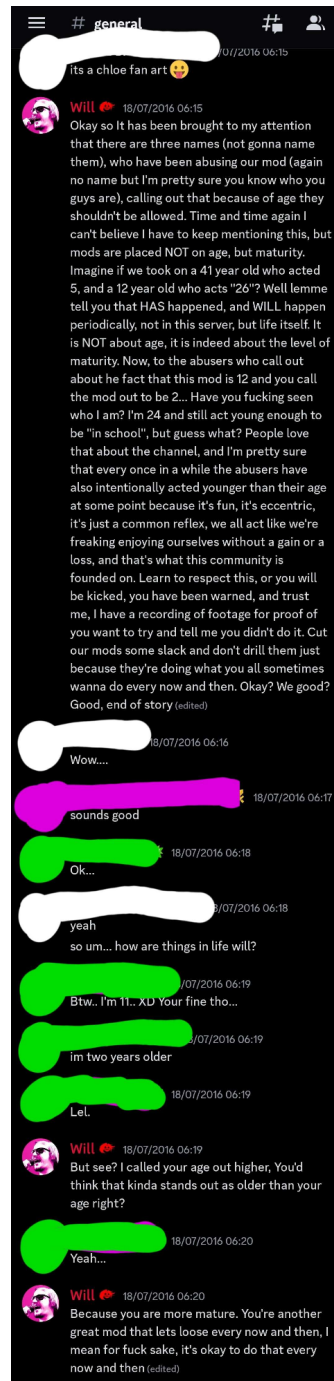 # general
/07/2016 06:15
its a chloe fan art
Will 18/07/2016 06:15
Okay so It has been brought to my attention
that there are three names (not gonna name
them), who have been abusing our mod (again
no name but I'm pretty sure you know who you
guys are), calling out that because of age they
shouldn't be allowed. Time and time again I
can't believe I have to keep mentioning this, but
mods are placed NOT on age, but maturity.
Imagine if we took on a 41 year old who acted
5, and a 12 year old who acts "26"? Well lemme
tell you that HAS happened, and WILL happen
periodically, not in this server, but life itself. It
is NOT about age, it is indeed about the level of
maturity. Now, to the abusers who call out
about he fact that this mod is 12 and you call
the mod out to be 2... Have you fucking seen
who I am? I'm 24 and still act young enough to
be "in school", but guess what? People love
that about the channel, and I'm pretty sure
that every once in a while the abusers have
also intentionally acted younger than their age
at some point because it's fun, it's eccentric,
it's just a common reflex, we all act like we're
freaking enjoying ourselves without a gain or a
loss, and that's what this community is
founded on. Learn to respect this, or you will
be kicked, you have been warned, and trust
me, I have a recording of footage for proof of
you want to try and tell me you didn't do it. Cut
our mods some slack and don't drill them just
because they're doing what you all sometimes
wanna do every now and then. Okay? We good?
Good, end of story (edited)
18/07/2016 06:16
Wow....
18/07/2016 06:17
sounds good
18/07/2016 06:18
Ok...
/07/2016 06:18
yeah
so um... how are things in life will?
/07/2016 06:19
Btw.. I'm 11.. XD Your fine tho...
/07/2016 06:19
im two years older
18/07/2016 06:19
Lel.
Will 18/07/2016 06:19
But see? I called your age out higher, You'd
think that kinda stands out as older than your
age right?
18/07/2016 06:20
Yeah...
Will 18/07/2016 06:20
Because you are more mature. You're another
great mod that lets loose every now and then, I
mean for fuck sake, it's okay to do that every
now and then (edited)